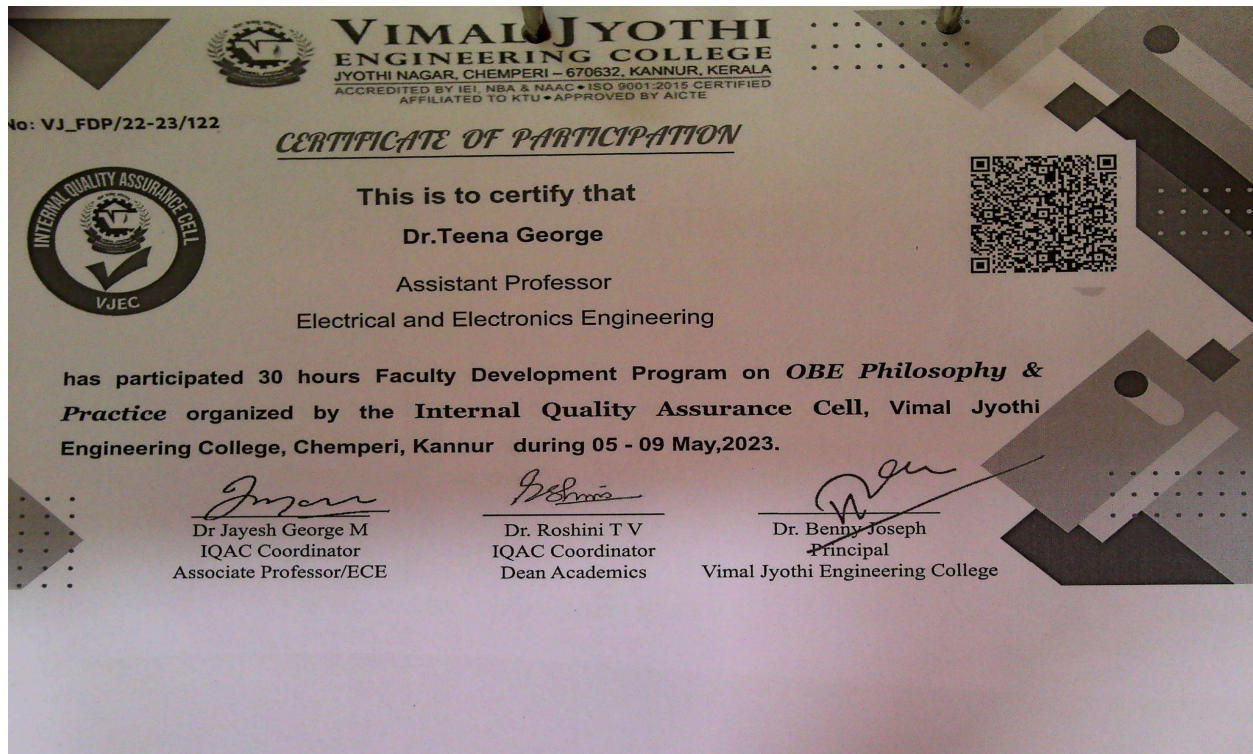 VIMAL JYOTHI
ENGINEERING COLLEGE
JYOTHI NAGAR, CHEMPERI – 670632, KANNUR, KERALA
ACCREDITED BY IEI, NBA & NAAC • ISO 9001:2015 CERTIFIED
AFFILIATED TO KTU • APPROVED BY AICTE
No: VJ_FDP/22-23/122
CERTIFICATE OF PARTICIPATION
INTERNAL QUALITY ASSURANCE CELL
VJEC
This is to certify that
Dr.Teena George
Assistant Professor
Electrical and Electronics Engineering
has participated 30 hours Faculty Development Program on OBE Philosophy &
Practice organized by the Internal Quality Assurance Cell, Vimal Jyothi
Engineering College, Chemperi, Kannur during 05 - 09 May,2023.
Dr Jayesh George M
IQAC Coordinator
Associate Professor/ECE
Dr. Roshini T V
IQAC Coordinator
Dean Academics
Dr. Benny Joseph
Principal
Vimal Jyothi Engineering College